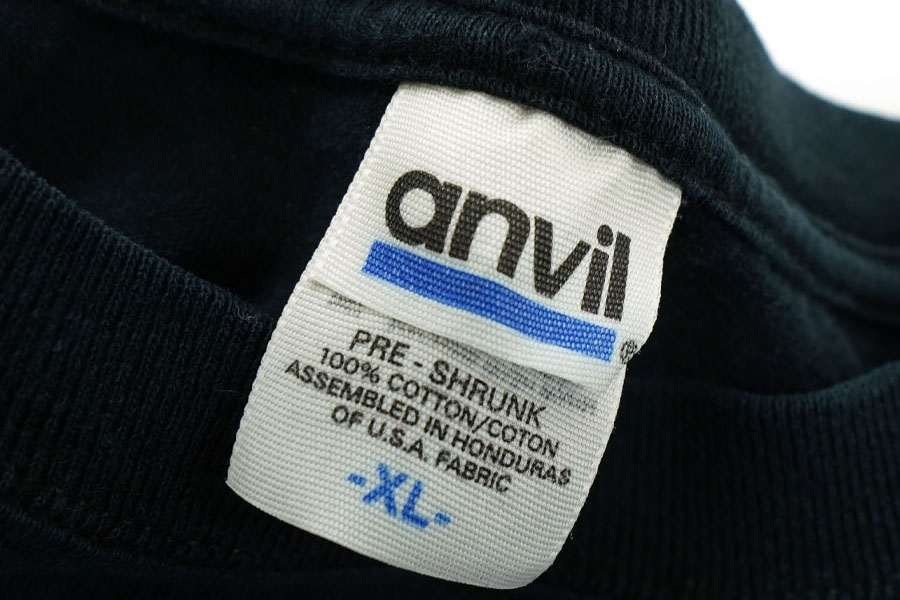 anvil
®
PRE-SHRUNK
100% COTTON/COTON
ASSEMBLED IN HONDURAS
OF U.S.A. FABRIC
-XL-